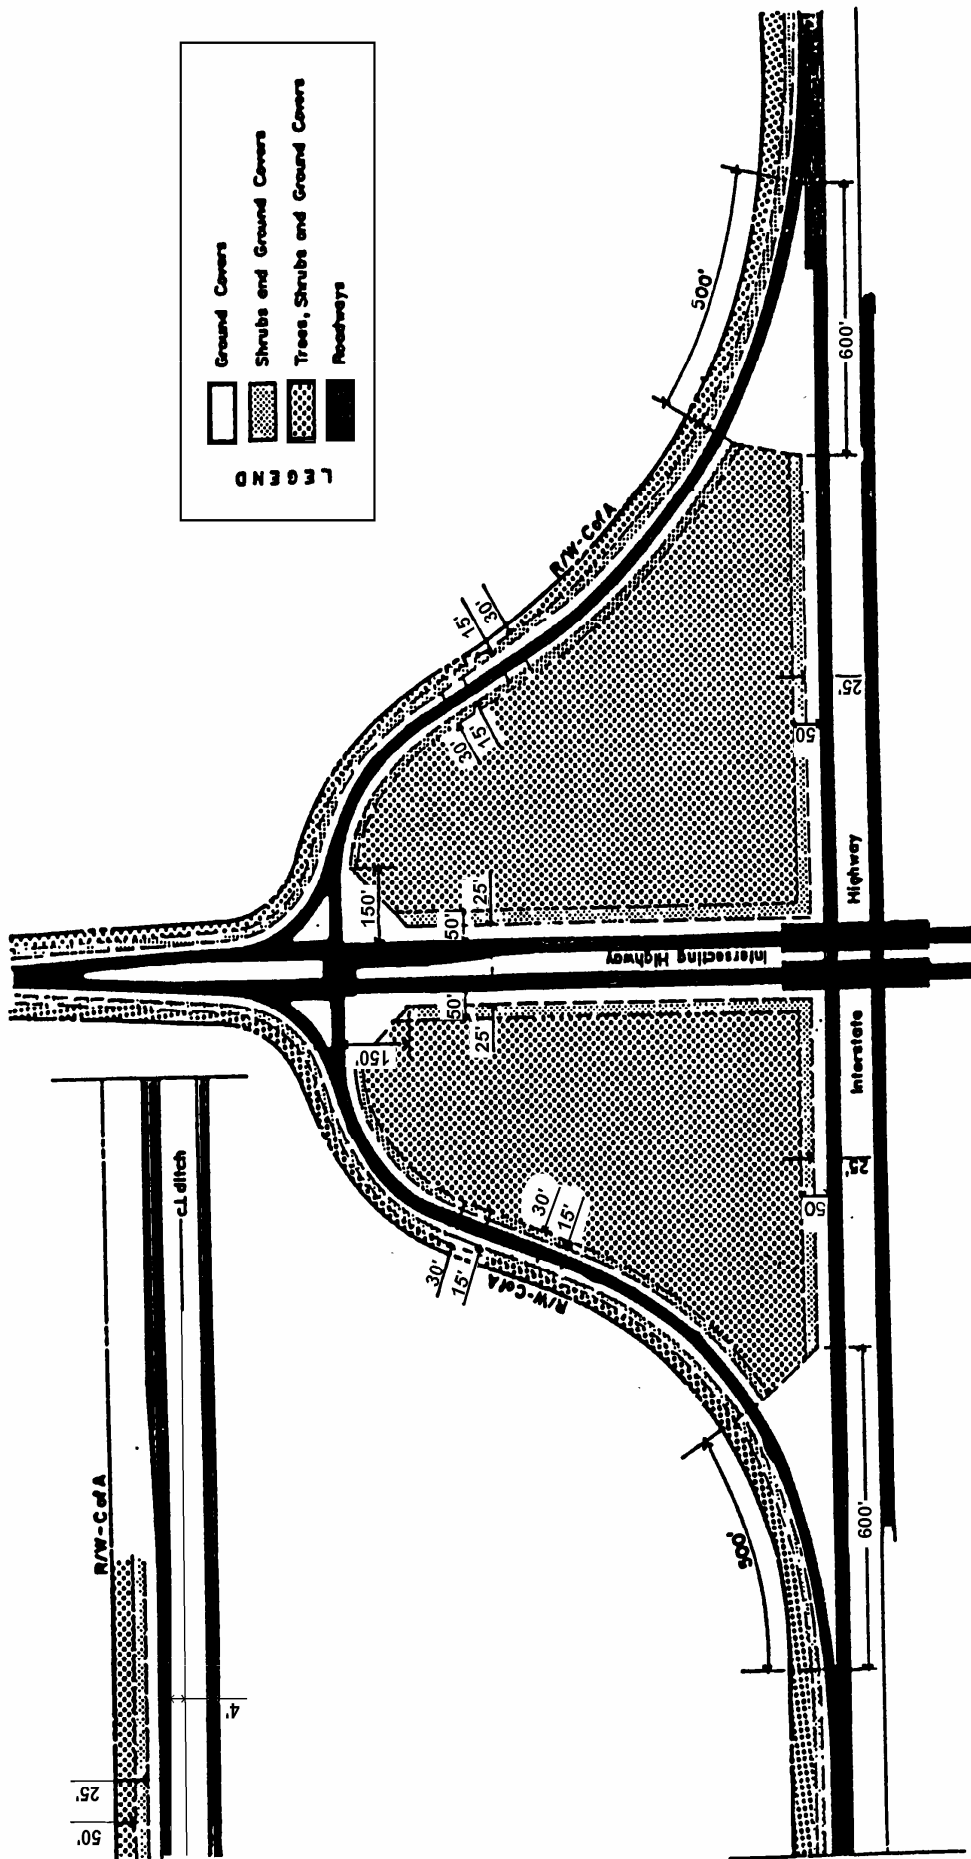 LEGEND
Ground Covers
Shrubs and Ground Covers
Trees, Shrubs and Ground Covers
Roadways
500'
600'
R/W-C of A
15'
30'
30'
15'
25'
50'
150'
50'
25'
Intersecting Highway
Highway
Interstate
50'
25'
150'
c.L ditch
R/W-C of A
4'
25'
50'
30'
15'
30'
15'
R/W-C of A
25'
50'
500'
600'